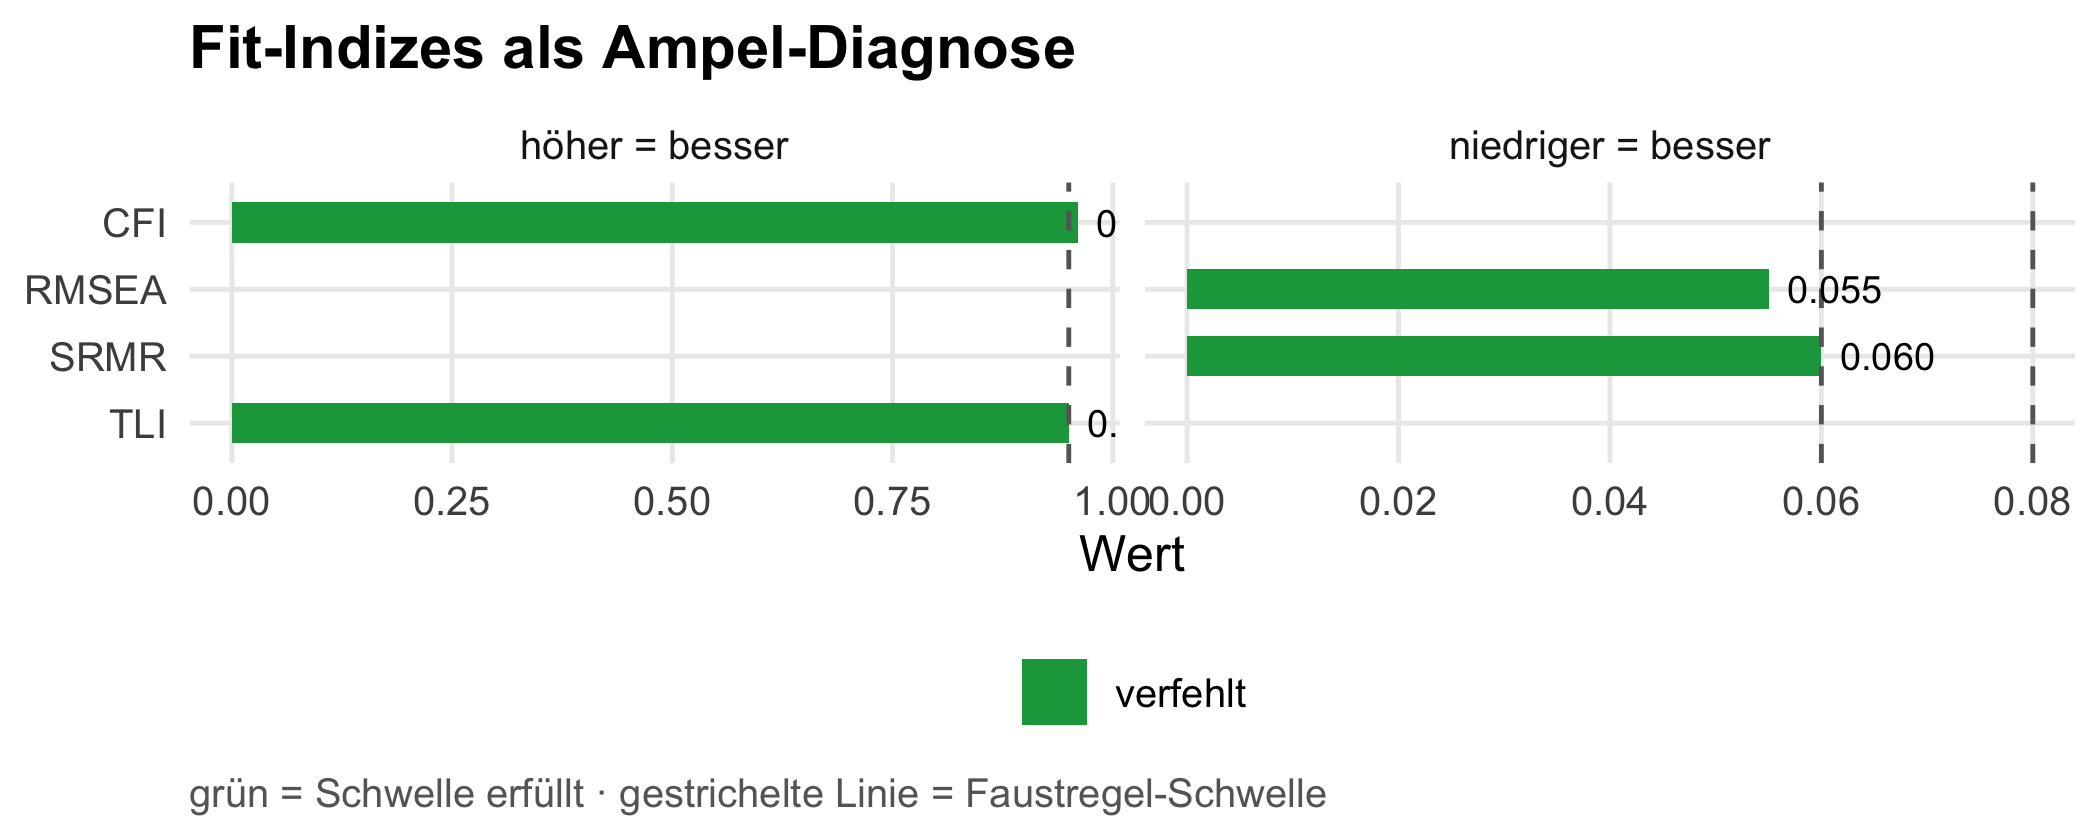 Fit-Indizes als Ampel-Diagnose
höher = besser niedriger = besser
CFI 0
RMSEA 0.055
SRMR 0.060
TLI 0.
0.00 0.25 0.50 0.75 1.00 0.00 0.02 0.04 0.06 0.08
Wert
verfehlt
grün = Schwelle erfüllt · gestrichelte Linie = Faustregel-Schwelle